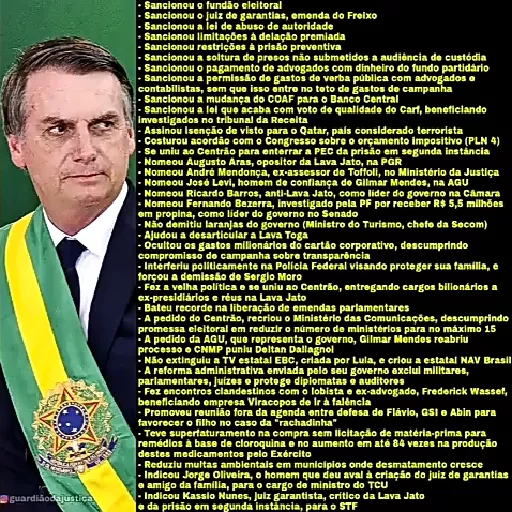 - Sancionou o fundão eleitoral
- Sancionou o juiz de garantias, emenda do Freixo
- Sancionou a lei de abuso de autoridade
- Sancionou limitações à delação premiada
- Sancionou restrições à prisão preventiva
- Sancionou a soltura de presos não submetidos a audiência de custódia
- Sancionou o pagamento de advogados com dinheiro do fundo partidário
- Sancionou a permissão de gastos de verba pública com advogados e
contabilistas, sem que isso entre no teto de gastos de campanha
- Sancionou a mudança do COAF para o Banco Central
- Sancionou a lei que acaba com voto de qualidade do Carf, beneficiando
investigados no tribunal da Receita
- Assinou isenção de visto para o Qatar, país considerado terrorista
- Costurou acordão com o Congresso sobre o orçamento impositivo (PLN 4)
- Se uniu ao Centrão para enterrar a PEC da prisão em segunda instância
- Nomeou Augusto Aras, opositor da Lava Jato, na PGR
- Nomeou André Mendonça, ex-assessor de Toffoli, no Ministério da Justiça
- Nomeou José Levi, homem de confiança de Gilmar Mendes, na AGU
- Nomeou Ricardo Barros, anti-Lava Jato, como líder do governo na Câmara
- Nomeou Fernando Bezerra, investigado pela PF por receber R$ 5,5 milhões
em propina, como líder do governo no Senado
- Não demitiu laranjas do governo (Ministro do Turismo, chefe da Secom)
- Ajudou a desarticular a Lava Toga
- Ocultou os gastos milionários do cartão corporativo, descumprindo
compromisso de campanha sobre transparência
- Interferiu politicamente na Polícia Federal visando proteger sua família, e
forçou a demissão de Sergio Moro
- Fez a velha política e se uniu ao Centrão, entregando cargos bilionários a
ex-presidiários e réus na Lava Jato
- Bateu recorde na liberação de emendas parlamentares
- A pedido do Centrão, recriou o Ministério das Comunicações, descumprindo
promessa eleitoral em reduzir o número de ministérios para no máximo 15
- A pedido da AGU, que representa o governo, Gilmar Mendes reabriu
processo e CNMP puniu Deltan Dallagnol
- Não extinguiu a TV estatal EBC, criada por Lula, e criou a estatal NAV Brasil
- A reforma administrativa enviada pelo seu governo exclui militares,
parlamentares, juízes e protege diplomatas e auditores
- Fez encontros clandestinos com o lobista e ex-advogado, Frederick Wassef,
beneficiando empresa Viracopos de ir à falência
- Promoveu reunião fora da agenda entre defesa de Flávio, GSI e Abin para
favorecer o filho no caso da "rachadinha"
- Teve superfaturamento na compra sem licitação de matéria-prima para
remédios à base de cloroquina e no aumento em até 84 vezes na produção
destes medicamentos pelo Exército
- Reduziu multas ambientais em municípios onde desmatamento cresce
- Indicou Jorge Oliveira, o homem que deu aval à criação do juiz de garantias
e amigo da família, para o cargo de ministro do TCU
- Indicou Kassio Nunes, juiz garantista, crítico da Lava Jato
e da prisão em segunda instância, para o STF
@guardiãodajustica